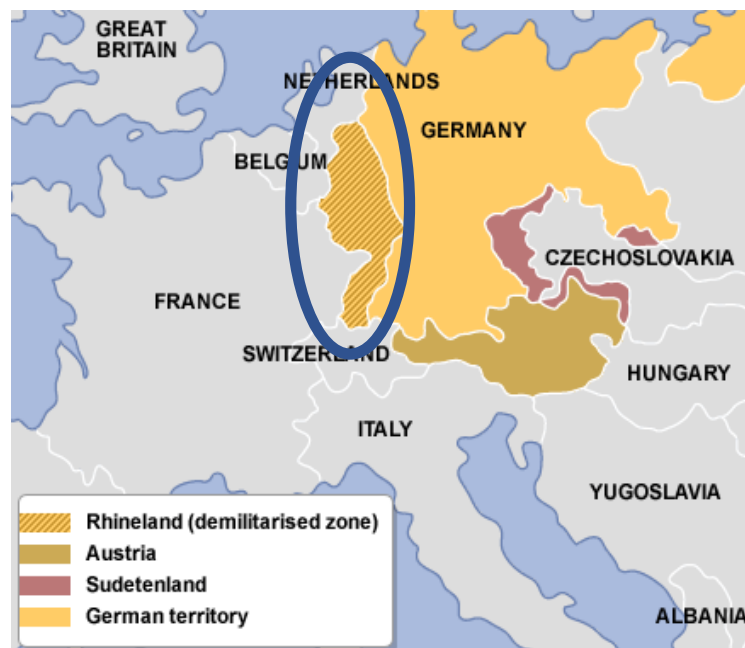 GREAT
BRITAIN
NETHERLANDS
GERMANY
BELGIUM
CZECHOSLOVAKIA
FRANCE
SWITZERLAND
HUNGARY
ITALY
YUGOSLAVIA
ALBANIA
Rhineland (demilitarised zone)
Austria
Sudetenland
German territory